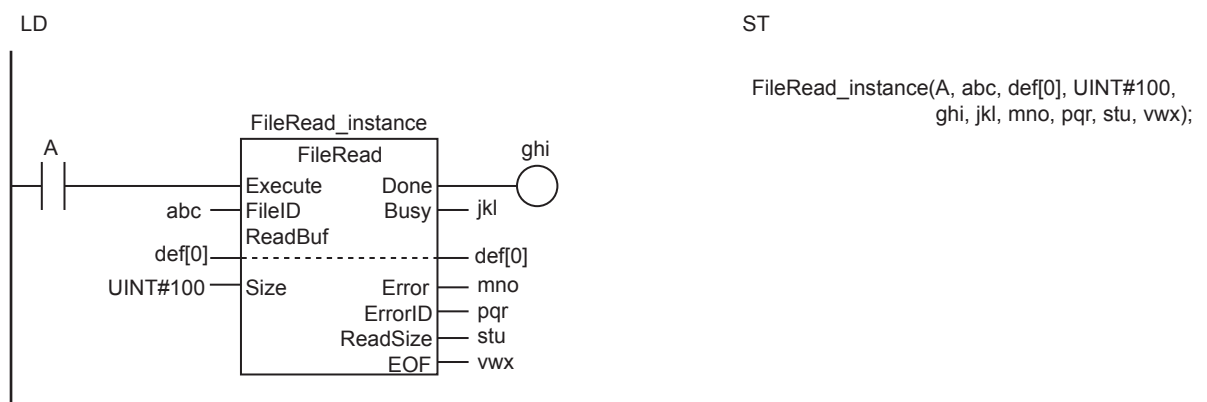 LD
ST
FileRead_instance(A, abc, def[0], UINT#100,
ghi, jkl, mno, pqr, stu, vwx);
FileRead_instance
A
FileRead
ghi
Execute Done
abc FileID Busy jkl
ReadBuf
def[0] def[0]
UINT#100 Size Error mno
ErrorID pqr
ReadSize stu
EOF vwx